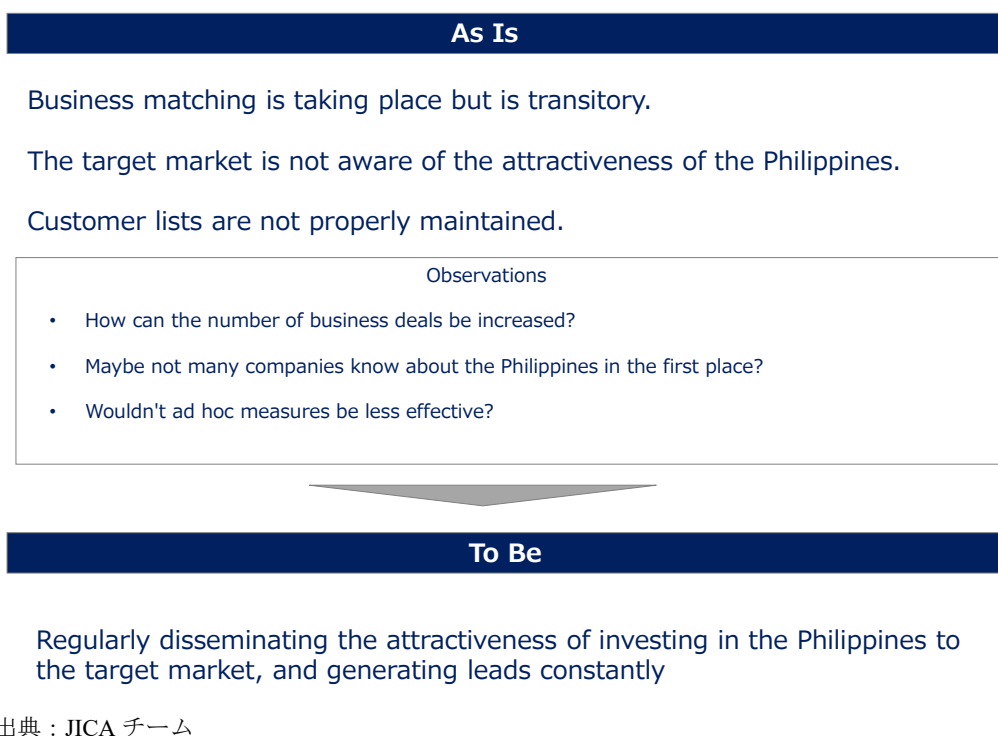 As Is
Business matching is taking place but is transitory.
The target market is not aware of the attractiveness of the Philippines.
Customer lists are not properly maintained.
Observations
• How can the number of business deals be increased?
• Maybe not many companies know about the Philippines in the first place?
• Wouldn't ad hoc measures be less effective?
To Be
Regularly disseminating the attractiveness of investing in the Philippines to
the target market, and generating leads constantly
出典：JICA チーム